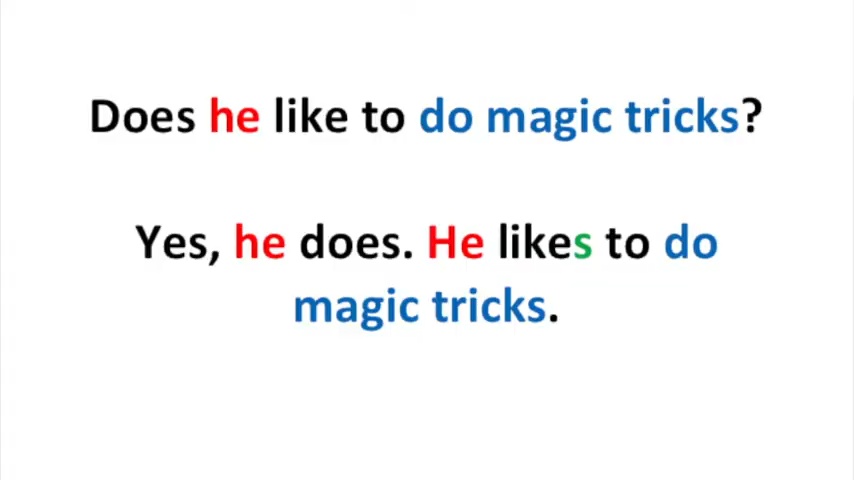 Does he like to do magic tricks?
Yes, he does. He likes to do
magic tricks.